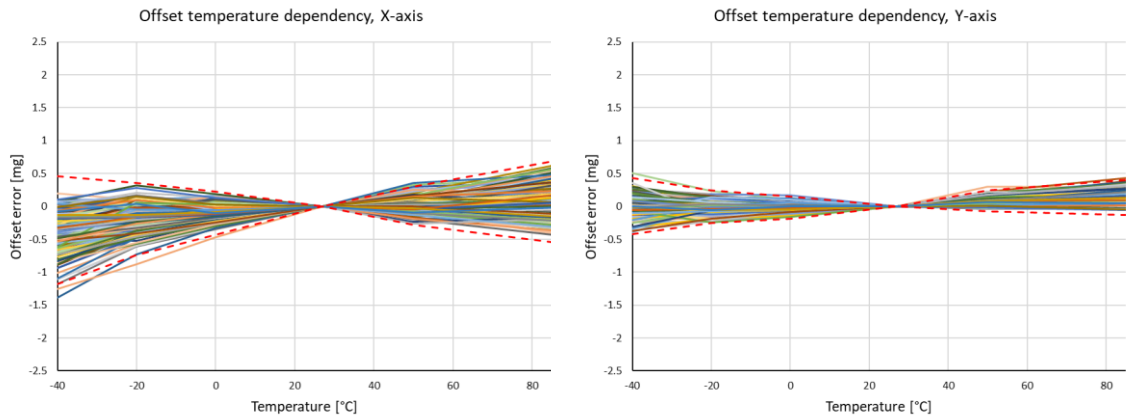 Offset temperature dependency, X-axis
2.5
2
1.5
1
0.5
0
-0.5
-1
-1.5
-2
-2.5
Offset error [mg]
-40 -20 0 20 40 60 80
Temperature [°C]
Offset temperature dependency, Y-axis
2.5
2
1.5
1
0.5
0
-0.5
-1
-1.5
-2
-2.5
Offset error [mg]
-40 -20 0 20 40 60 80
Temperature [°C]